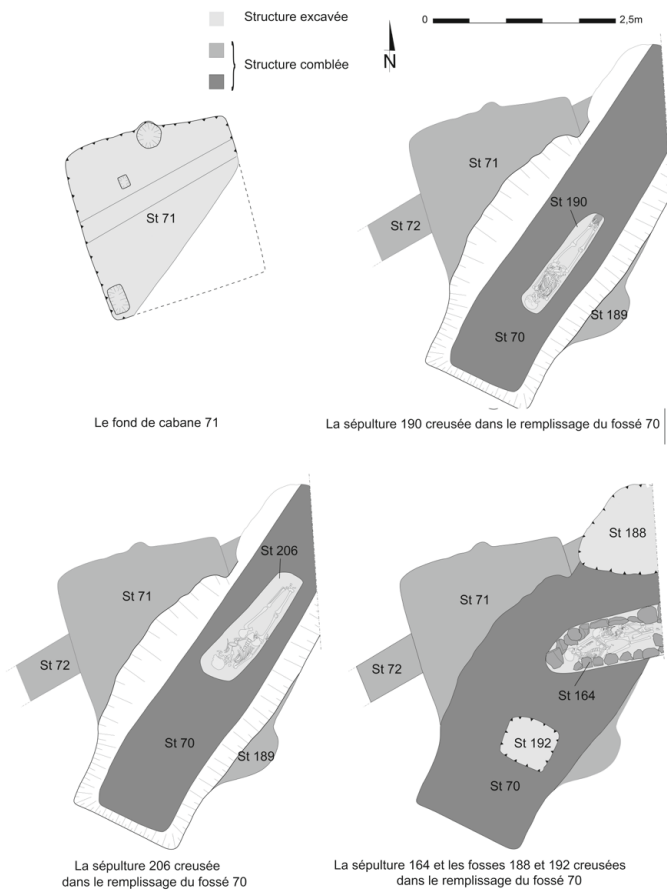 Structure excavée
Structure comblée
N
0
2,5m
St 71
Le fond de cabane 71
St 71
St 190
St 72
St 189
St 70
La sépulture 190 creusée dans le remplissage du fossé 70
St 206
St 71
St 72
St 189
St 70
La sépulture 206 creusée
dans le remplissage du fossé 70
St 188
St 71
St 72
St 164
St 192
St 70
La sépulture 164 et les fosses 188 et 192 creusées
dans le remplissage du fossé 70